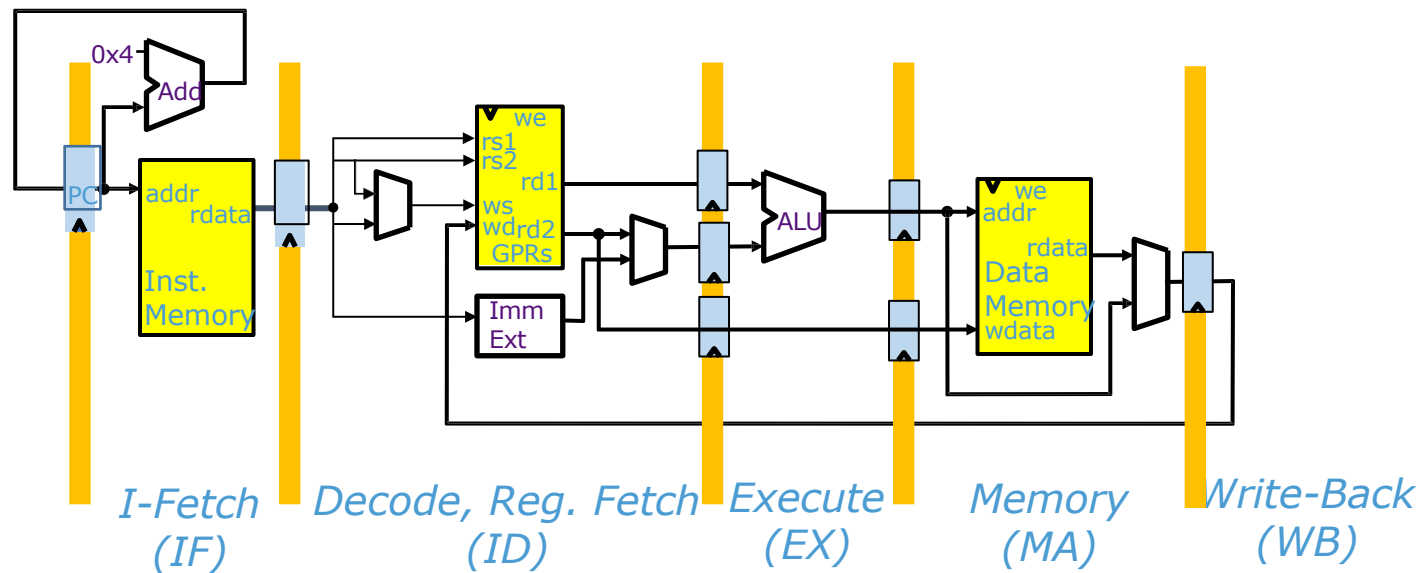 0x4
Add
PC
addr
rdata
Inst.
Memory
we
rs1
rs2
rd1
ws
wd rd2
GPRs
Imm
Ext
ALU
we
addr
rdata
Data
Memory
wdata
I-Fetch
(IF)
Decode, Reg. Fetch
(ID)
Execute
(EX)
Memory
(MA)
Write-Back
(WB)